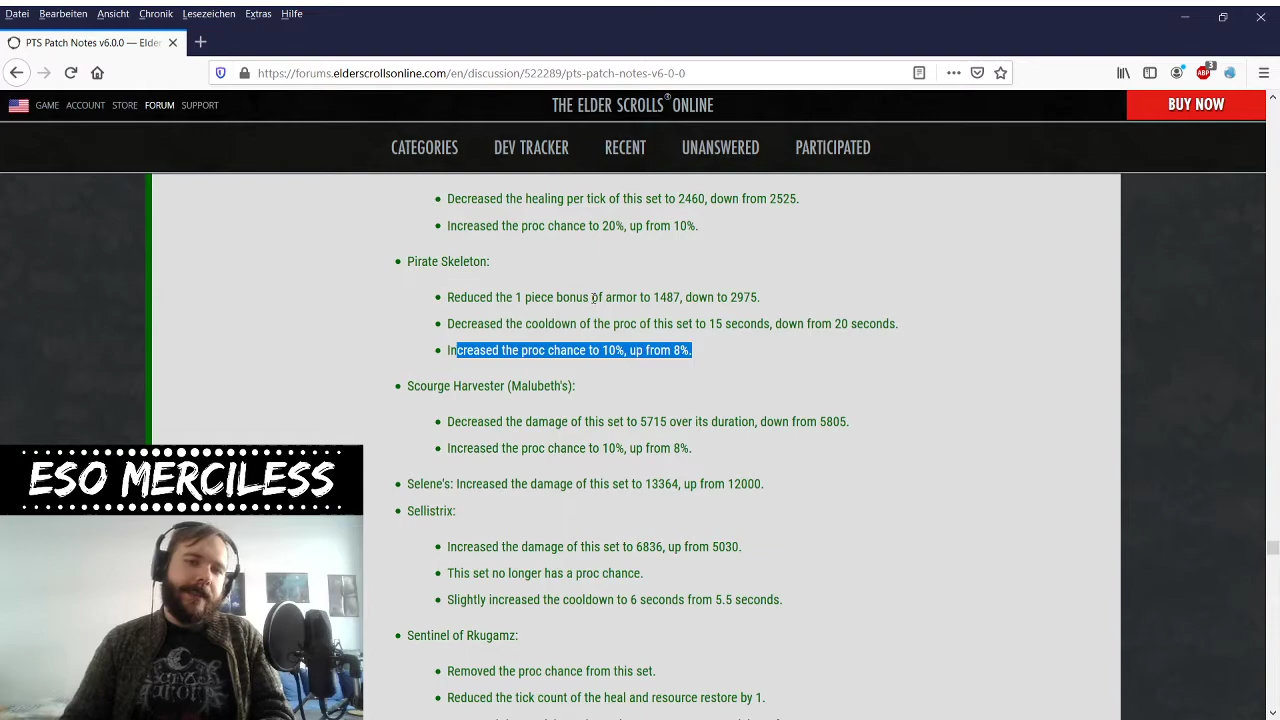 Datei Bearbeiten Ansicht Chronik Lesezeichen Extras Hilfe
PTS Patch Notes v6.0.0 — Elder
https://forums.elderscrollsonline.com/en/discussion/522289/pts-patch-notes-v6-0-0
ABP 3
GAME ACCOUNT STORE FORUM SUPPORT
THE ELDER SCROLLS® ONLINE
BUY NOW
CATEGORIES DEV TRACKER RECENT UNANSWERED PARTICIPATED
• Decreased the healing per tick of this set to 2460, down from 2525.
• Increased the proc chance to 20%, up from 10%.
• Pirate Skeleton:
• Reduced the 1 piece bonus of armor to 1487, down to 2975.
• Decreased the cooldown of the proc of this set to 15 seconds, down from 20 seconds.
• Increased the proc chance to 10%, up from 8%.
• Scourge Harvester (Malubeth's):
• Decreased the damage of this set to 5715 over its duration, down from 5805.
• Increased the proc chance to 10%, up from 8%.
• Selene's: Increased the damage of this set to 13364, up from 12000.
• Sellistrix:
• Increased the damage of this set to 6836, up from 5030.
• This set no longer has a proc chance.
• Slightly increased the cooldown to 6 seconds from 5.5 seconds.
• Sentinel of Rkugamz:
• Removed the proc chance from this set.
• Reduced the tick count of the heal and resource restore by 1.
ESO MERCILESS